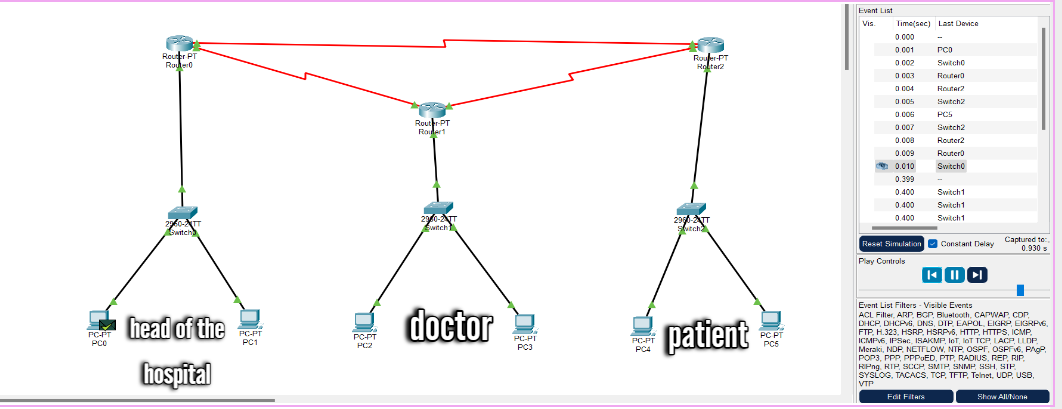 Router-PT
Router0
Router-PT
Router2
Router-PT
Router1
2960-24TT
Switch0
2950-24TT
Switch1
2960-24TT
Switch2
PC-PT
PC0
head of the
hospital
PC-PT
PC1
PC-PT
PC2
doctor
PC-PT
PC3
PC-PT
PC4
patient
PC-PT
PC5
Event List
Vis. Time(sec) Last Device
0.000 --
0.001 PC0
0.002 Switch0
0.003 Router0
0.004 Router2
0.005 Switch2
0.006 PC5
0.007 Switch2
0.008 Router2
0.009 Router0
0.010 Switch0
0.399 --
0.400 Switch1
0.400 Switch1
0.400 Switch1
Reset Simulation Constant Delay Captured to:
0.930 s
Play Controls
Event List Filters - Visible Events
ACL Filter, ARP, BGP, Bluetooth, CAPWAP, CDP,
DHCP, DHCPv6, DNS, DTP, EAPOL, EIGRP, EIGRPv6,
FTP, H.323, HSRP, HSRPv6, HTTP, HTTPS, ICMP,
ICMPv6, IPSec, ISAKMP, IoT, IoT TCP, LACP, LLDP,
Meraki, NDP, NETFLOW, NTP, OSPF, OSPFv6, PAgP,
POP3, PPP, PPPoED, PTP, RADIUS, REP, RIP,
RIPng, RTP, SCCP, SMTP, SNMP, SSH, STP,
SYSLOG, TACACS, TCP, TFTP, Telnet, UDP, USB,
VTP
Edit Filters Show All/None